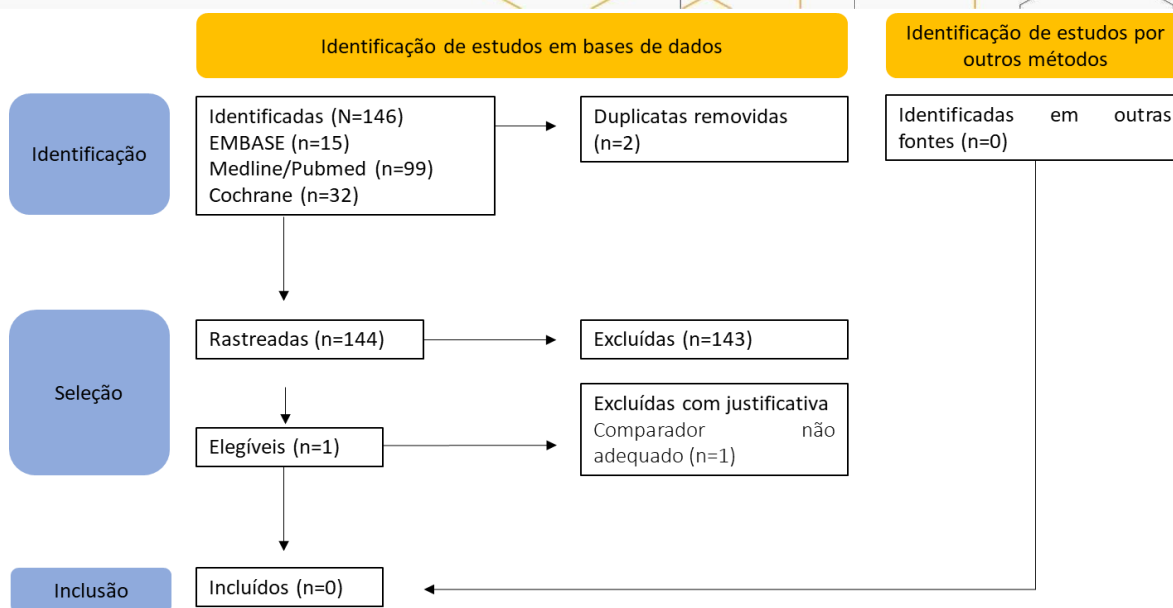 Identificação de estudos em bases de dados
Identificação de estudos por
outros métodos
Identificação
Identificadas (N=146)
EMBASE (n=15)
Medline/Pubmed (n=99)
Cochrane (n=32)
Duplicatas removidas
(n=2)
Identificadas em outras
fontes (n=0)
Seleção
Rastreadas (n=144)
Excluídas (n=143)
Elegíveis (n=1)
Excluídas com justificativa
Comparador não
adequado (n=1)
Inclusão
Incluídos (n=0)